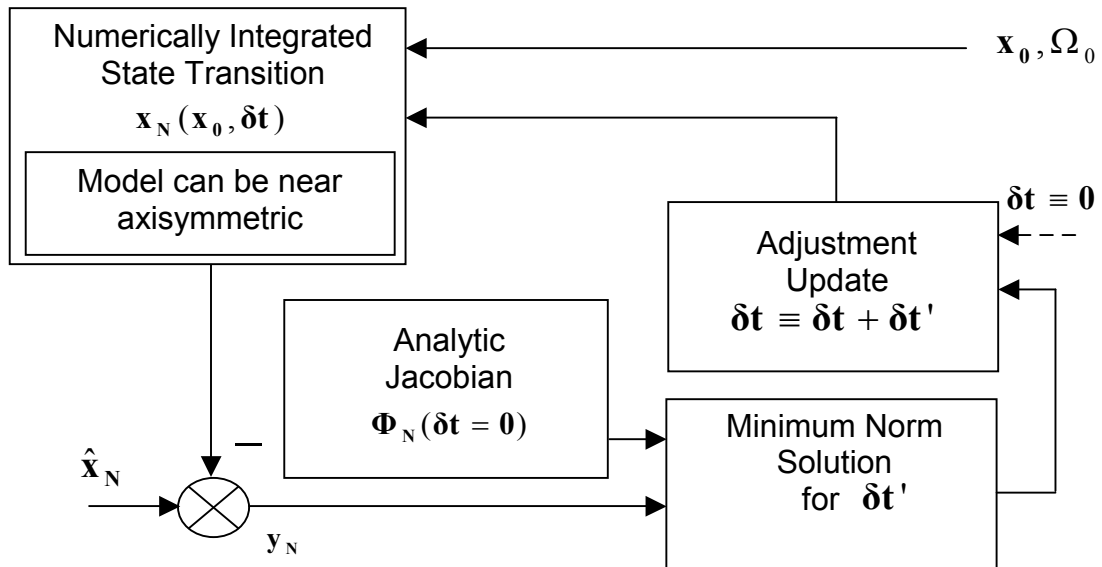 Numerically Integrated
State Transition
x_N (x_0, δt)
Model can be near
axisymmetric
x_0, Ω_0
δt ≡ 0
Adjustment
Update
δt ≡ δt + δt'
Analytic
Jacobian
Φ_N (δt = 0)
Minimum Norm
Solution
for δt'
−
x̂_N
y_N